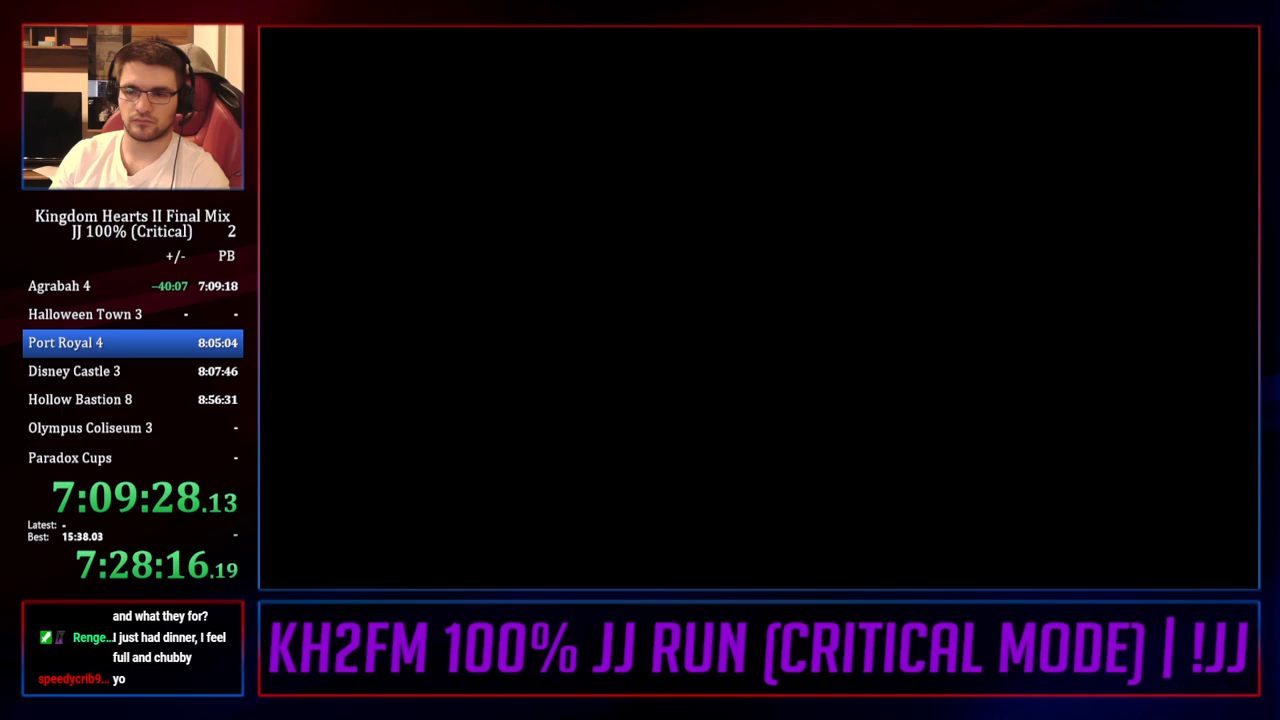 Kingdom Hearts II Final Mix
JJ 100% (Critical) 2
+/- PB
Agrabah 4 −40:07 7:09:18
Halloween Town 3 - -
Port Royal 4 8:05:04
Disney Castle 3 8:07:46
Hollow Bastion 8 8:56:31
Olympus Coliseum 3 -
Paradox Cups -
7:09:28.13
Latest: -
Best: 15:38.03 -
7:28:16.19
and what they for?
Renge... I just had dinner, I feel
full and chubby
speedycrib9... yo
KH2FM 100% JJ RUN (CRITICAL MODE) | !JJ